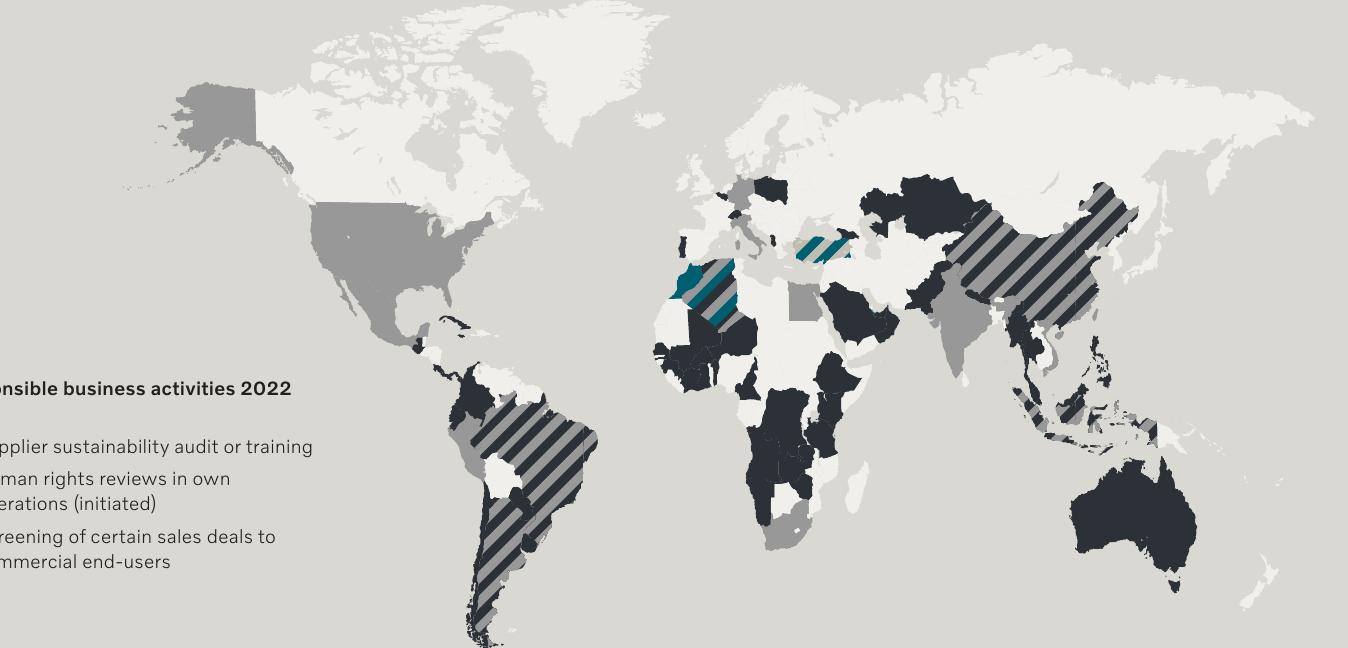 onsible business activities 2022
pplier sustainability audit or training
man rights reviews in own
erations (initiated)
reening of certain sales deals to
mmercial end-users